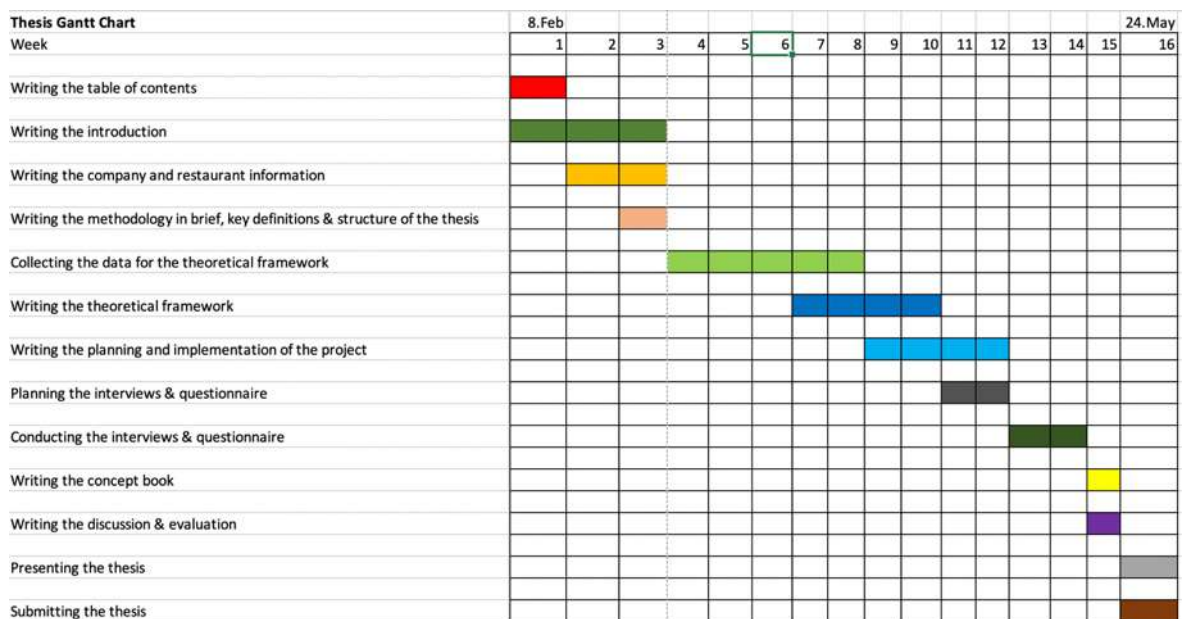 Thesis Gantt Chart 8.Feb 24.May
Week 1 2 3 4 5 6 7 8 9 10 11 12 13 14 15 16
Writing the table of contents
Writing the introduction
Writing the company and restaurant information
Writing the methodology in brief, key definitions & structure of the thesis
Collecting the data for the theoretical framework
Writing the theoretical framework
Writing the planning and implementation of the project
Planning the interviews & questionnaire
Conducting the interviews & questionnaire
Writing the concept book
Writing the discussion & evaluation
Presenting the thesis
Submitting the thesis